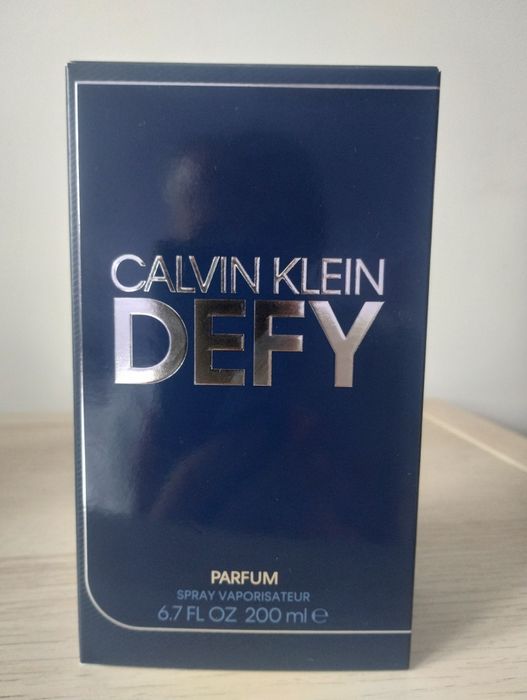 CALVIN KLEIN
DEFY
PARFUM
SPRAY VAPORISATEUR
6.7 FL OZ 200 ml ℮